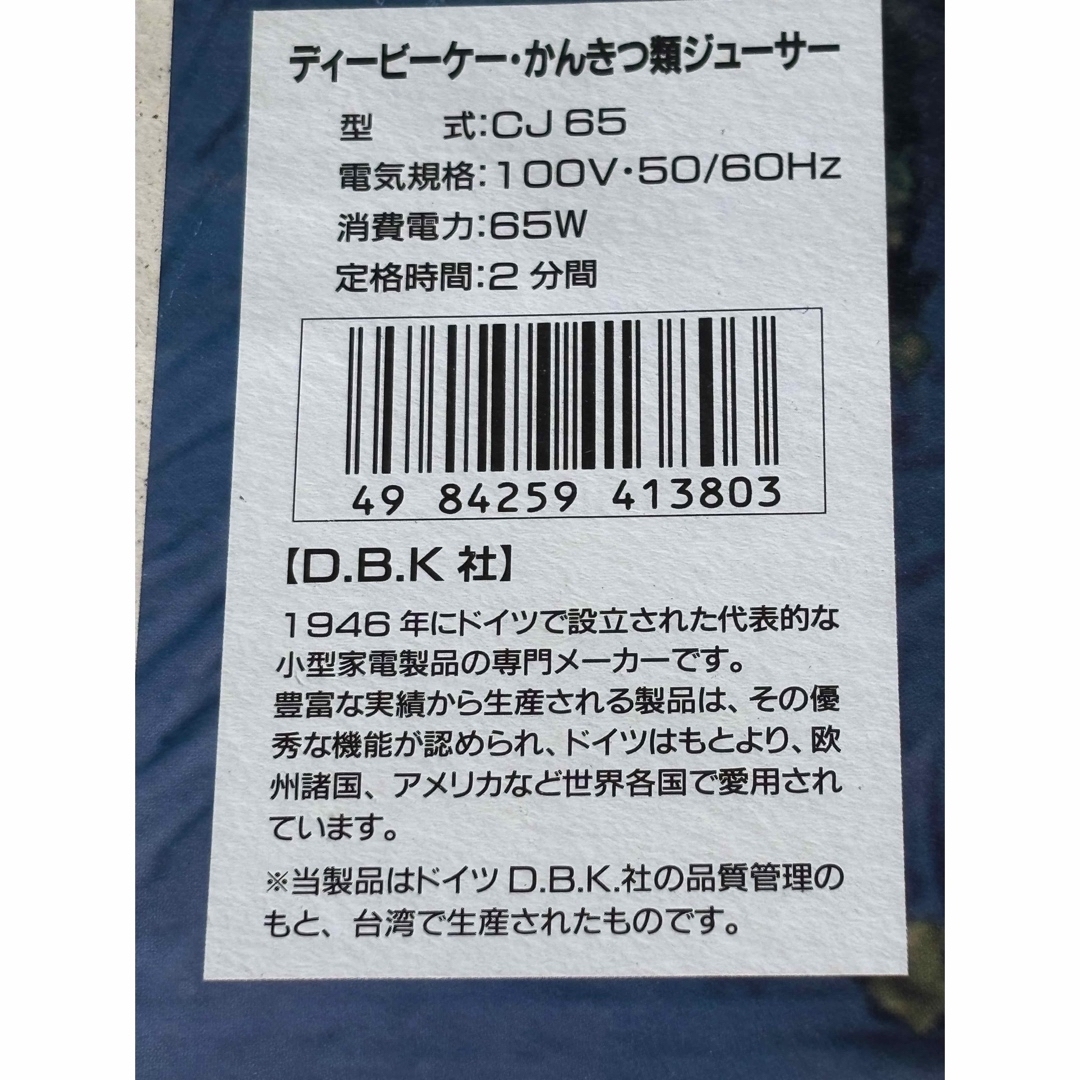 ディービーケー・かんきつ類ジューサー
型　　式：CJ 65
電気規格：100V・50/60Hz
消費電力：65W
定格時間：2 分間
49 84259 413803
【D.B.K 社】
1946 年にドイツで設立された代表的な
小型家電製品の専門メーカーです。
豊富な実績から生産される製品は、その優
秀な機能が認められ、ドイツはもとより、欧
州諸国、アメリカなど世界各国で愛用され
ています。
※当製品はドイツ D.B.K.社の品質管理の
もと、台湾で生産されたものです。